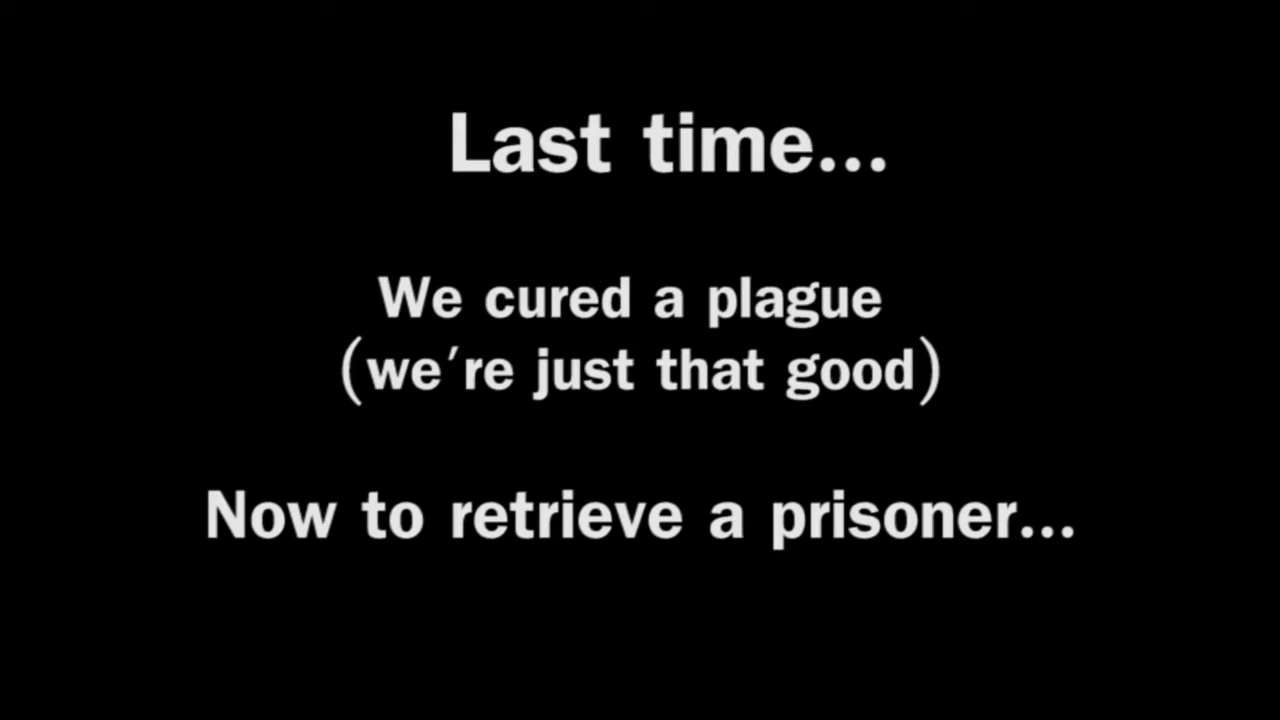 Last time...
We cured a plague
(we're just that good)
Now to retrieve a prisoner...